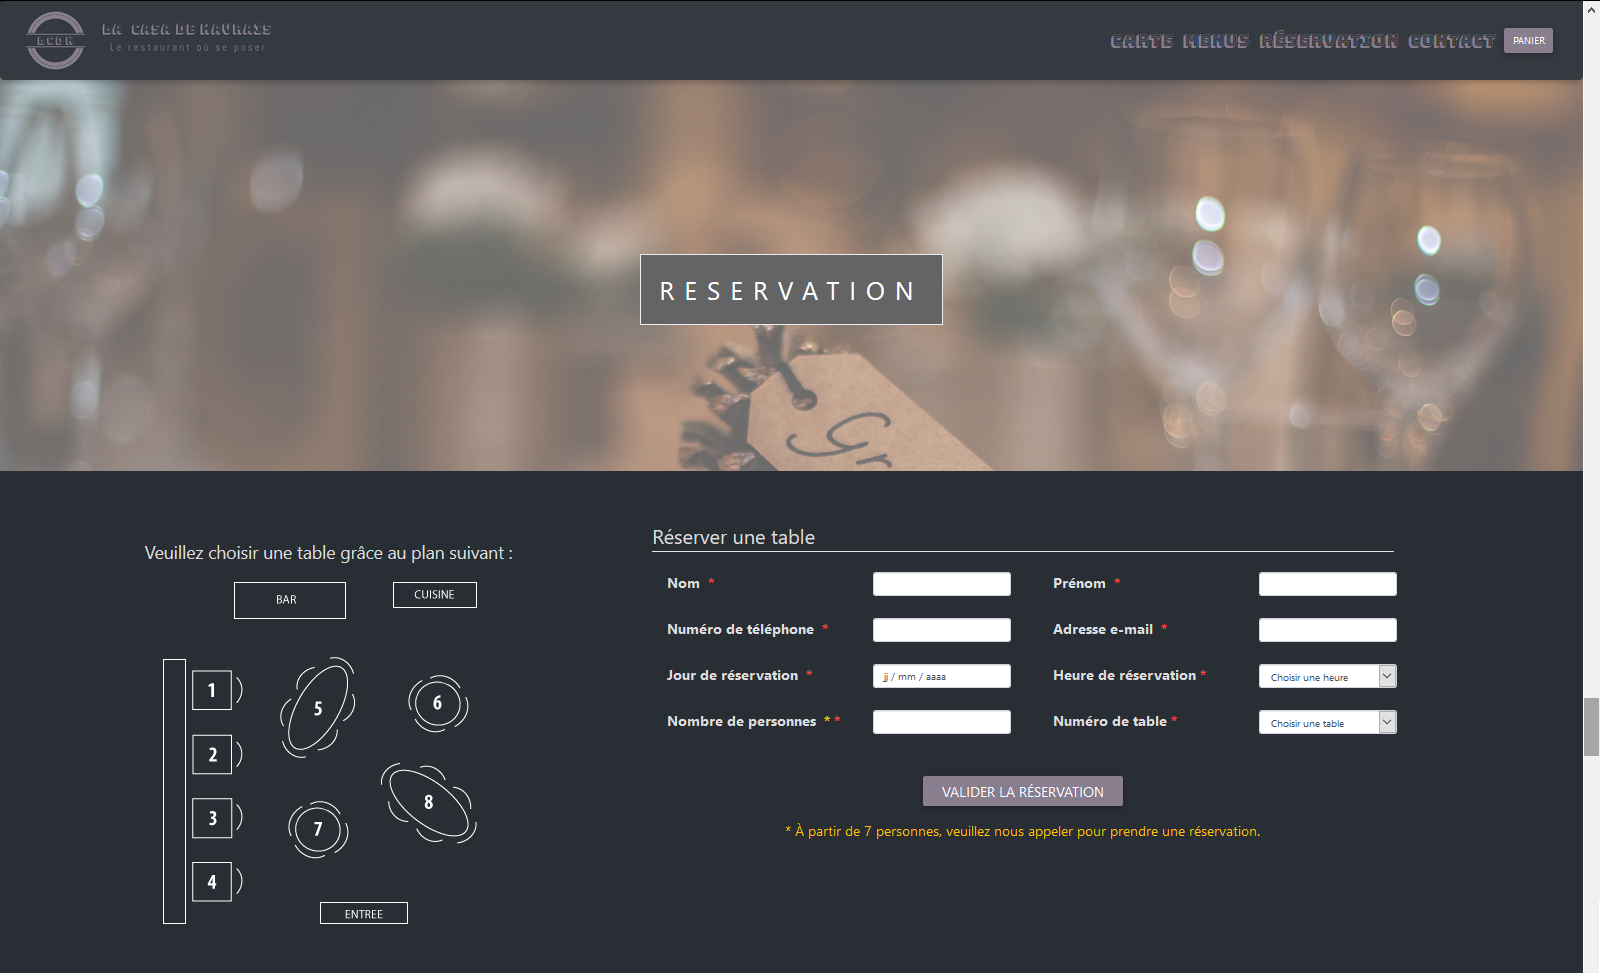 LA CASA DE HAVRAIS
LCDH
Le restaurant où se poser
CARTE MENUS RÉSERVATION CONTACT PANIER
RESERVATION
Gr
Réserver une table
Veuillez choisir une table grâce au plan suivant :
Nom *
Prénom *
BAR
CUISINE
Numéro de téléphone *
Adresse e-mail *
Jour de réservation *
jj / mm / aaaa
Heure de réservation *
Choisir une heure
1
5
6
Nombre de personnes * *
Numéro de table *
Choisir une table
2
VALIDER LA RÉSERVATION
3
7
8
* À partir de 7 personnes, veuillez nous appeler pour prendre une réservation.
4
ENTREE